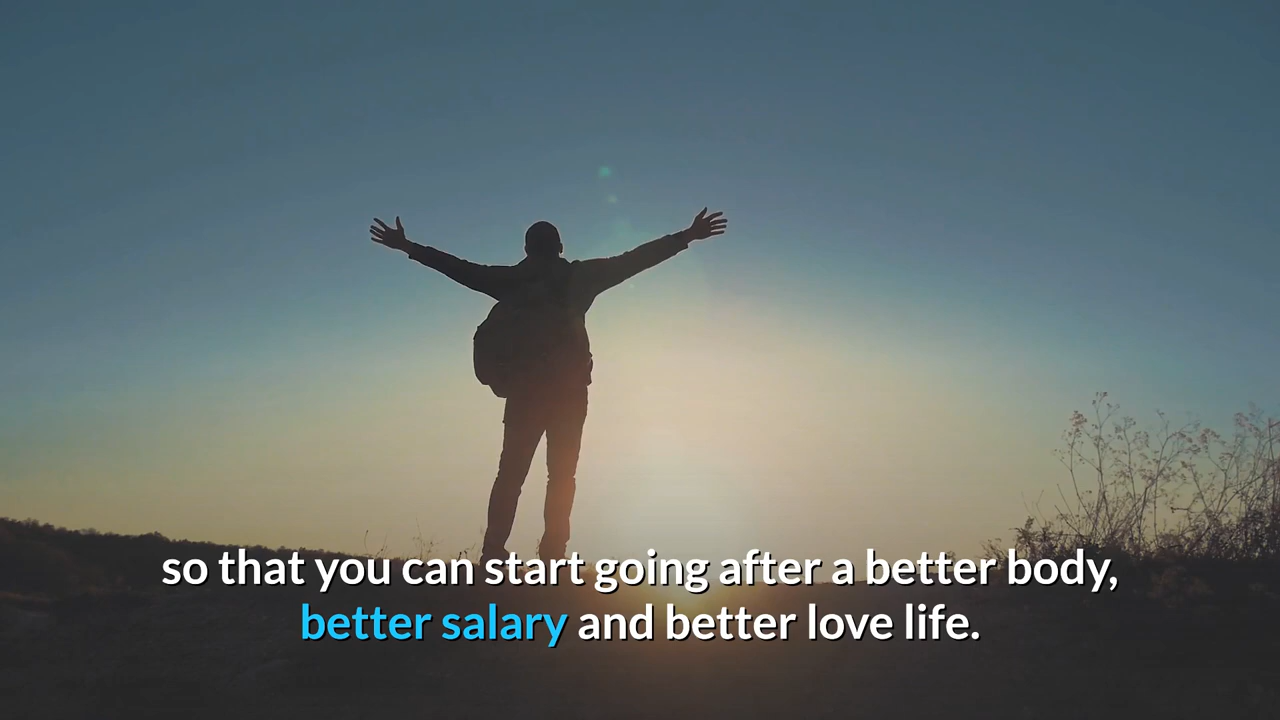 so that you can start going after a better body,
better salary and better love life.